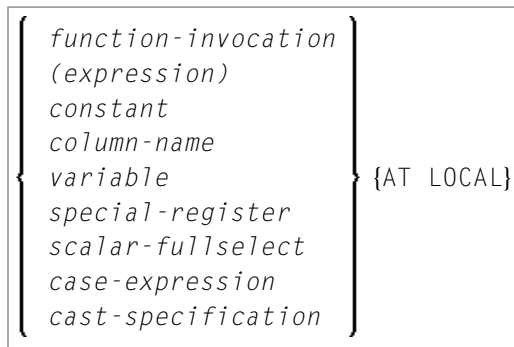 function-invocation
(expression)
constant
column-name
variable {AT LOCAL}
special-register
scalar-fullselect
case-expression
cast-specification